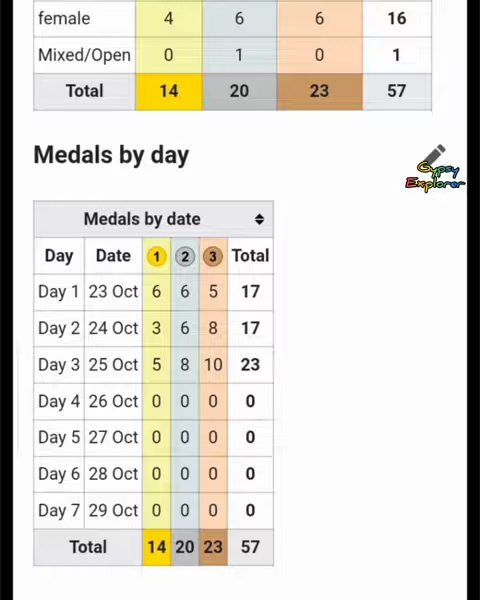 female 4 6 6 16
Mixed/Open 0 1 0 1
Total 14 20 23 57
Medals by day
Gypsy
Explorer
Medals by date
Day Date 1 2 3 Total
Day 1 23 Oct 6 6 5 17
Day 2 24 Oct 3 6 8 17
Day 3 25 Oct 5 8 10 23
Day 4 26 Oct 0 0 0 0
Day 5 27 Oct 0 0 0 0
Day 6 28 Oct 0 0 0 0
Day 7 29 Oct 0 0 0 0
Total 14 20 23 57